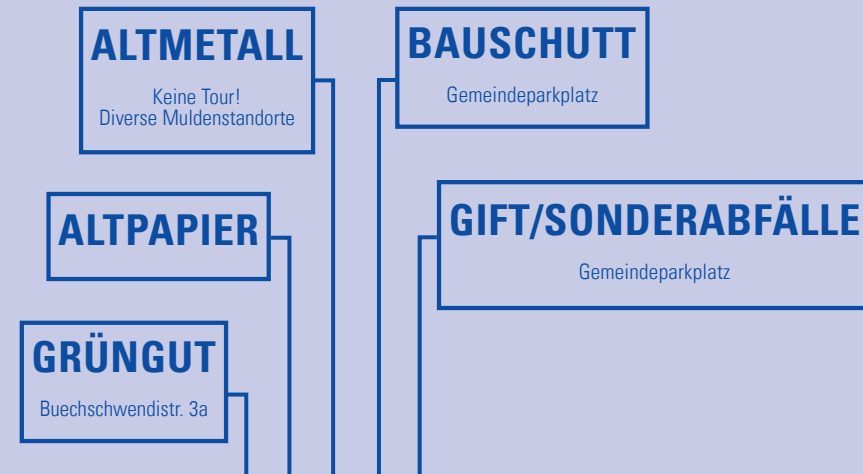 ALTMETALL
Keine Tour!
Diverse Muldenstandorte
BAUSCHUTT
Gemeindeparkplatz
ALTPAPIER
GIFT/SONDERABFÄLLE
Gemeindeparkplatz
GRÜNGUT
Buechschwendistr. 3a